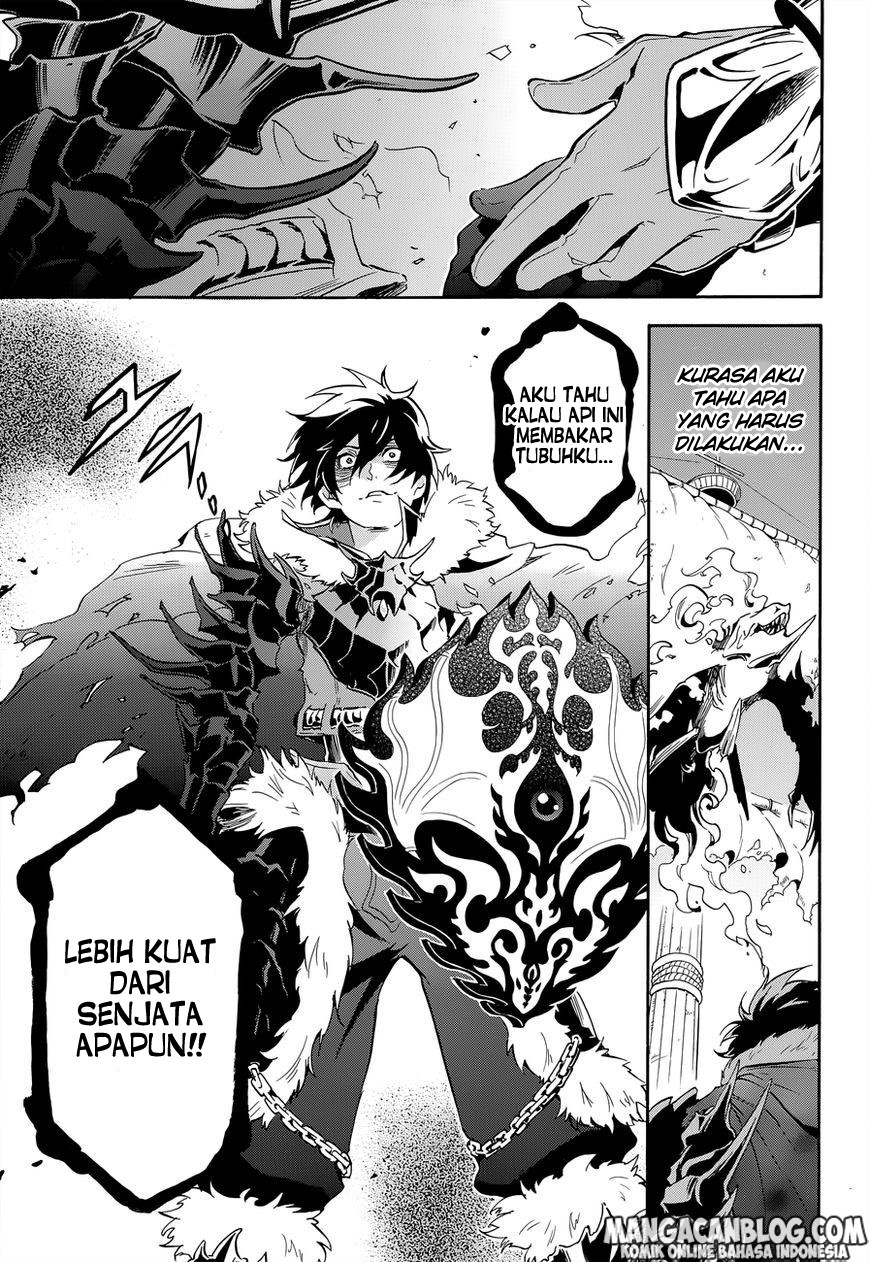 KURASA AKU
TAHU APA
YANG HARUS
DILAKUKAN...
AKU TAHU
KALAU API INI
MEMBAKAR
TUBUHKU...
LEBIH KUAT
DARI
SENJATA
APAPUN!!
MANGACANBLOG.COM
KOMIK ONLINE BAHASA INDONESIA